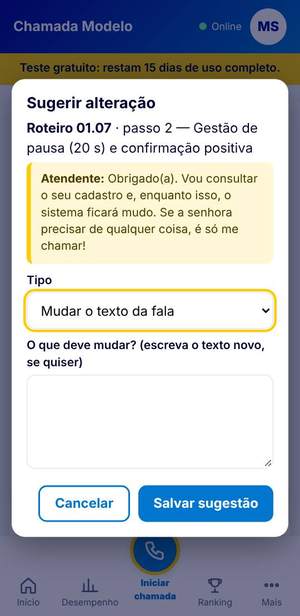 Chamada Modelo
Online
MS
Teste gratuito: restam 15 dias de uso completo.
Sugerir alteração
Roteiro 01.07 · passo 2 — Gestão de
pausa (20 s) e confirmação positiva
Atendente: Obrigado(a). Vou consultar
o seu cadastro e, enquanto isso, o
sistema ficará mudo. Se a senhora
precisar de qualquer coisa, é só me
chamar!
Tipo
Mudar o texto da fala
O que deve mudar? (escreva o texto novo,
se quiser)
Cancelar
Salvar sugestão
Início
Desempenho
Iniciar
chamada
Ranking
Mais